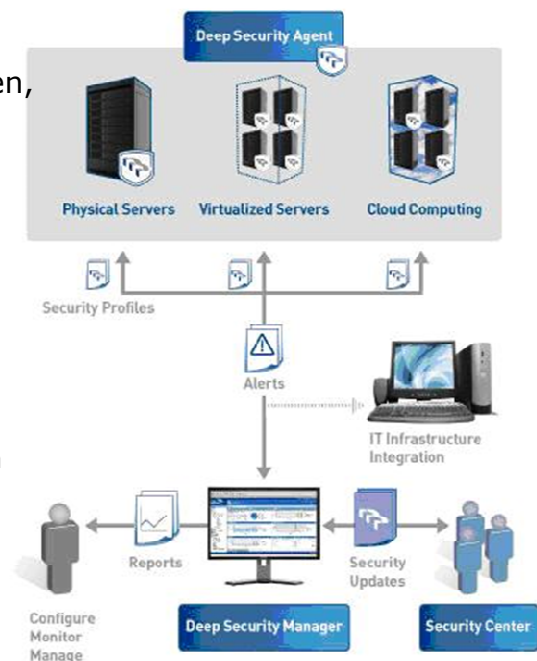 Deep Security Agent
en,
Physical Servers
Virtualized Servers
Cloud Computing
Security Profiles
Alerts
IT Infrastructure
Integration
Reports
Security
Updates
Configure
Monitor
Manage
Deep Security Manager
Security Center